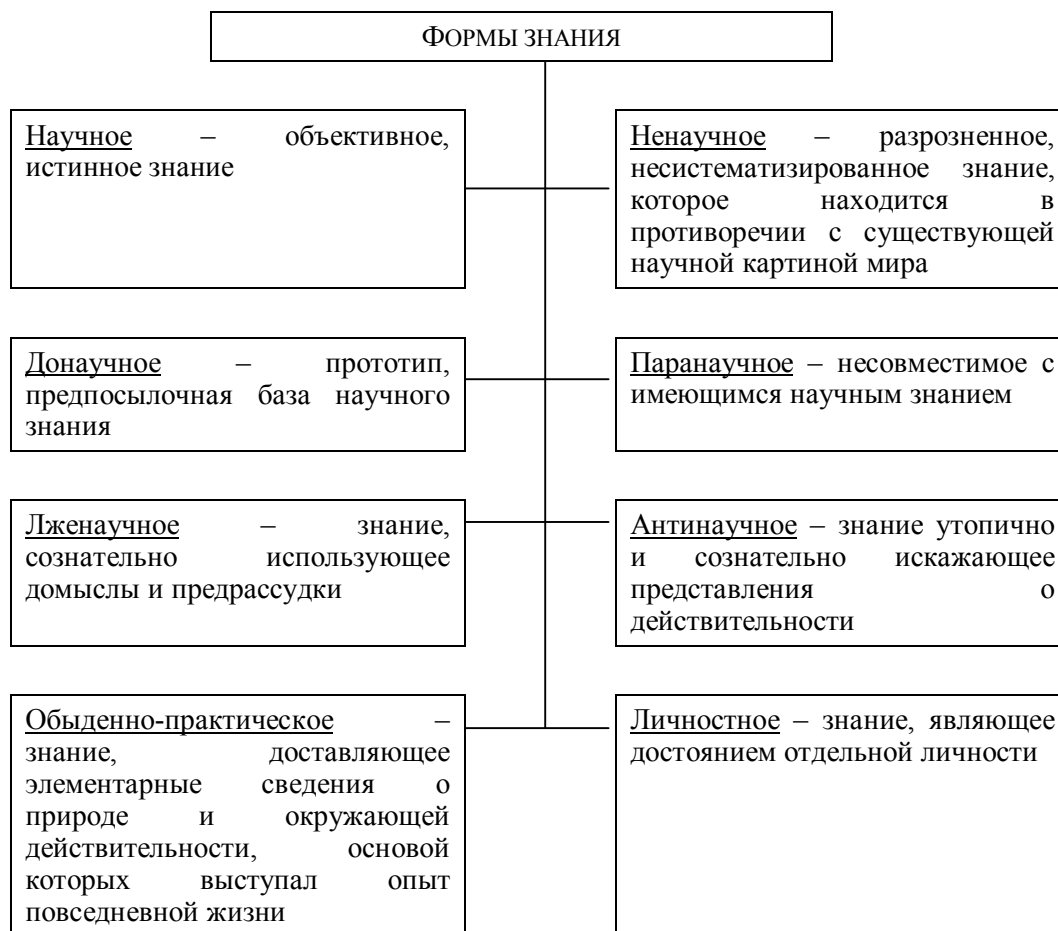 ФОРМЫ ЗНАНИЯ
Научное – объективное,
истинное знание
Ненаучное – разрозненное,
несистематизированное знание,
которое находится в
противоречии с существующей
научной картиной мира
Донаучное – прототип,
предпосылочная база научного
знания
Паранаучное – несовместимое с
имеющимся научным знанием
Лженаучное – знание,
сознательно использующее
домыслы и предрассудки
Антинаучное – знание утопично
и сознательно искажающее
представления о
действительности
Обыденно-практическое –
знание, доставляющее
элементарные сведения о
природе и окружающей
действительности, основой
которых выступал опыт
повседневной жизни
Личностное – знание, являющее
достоянием отдельной личности